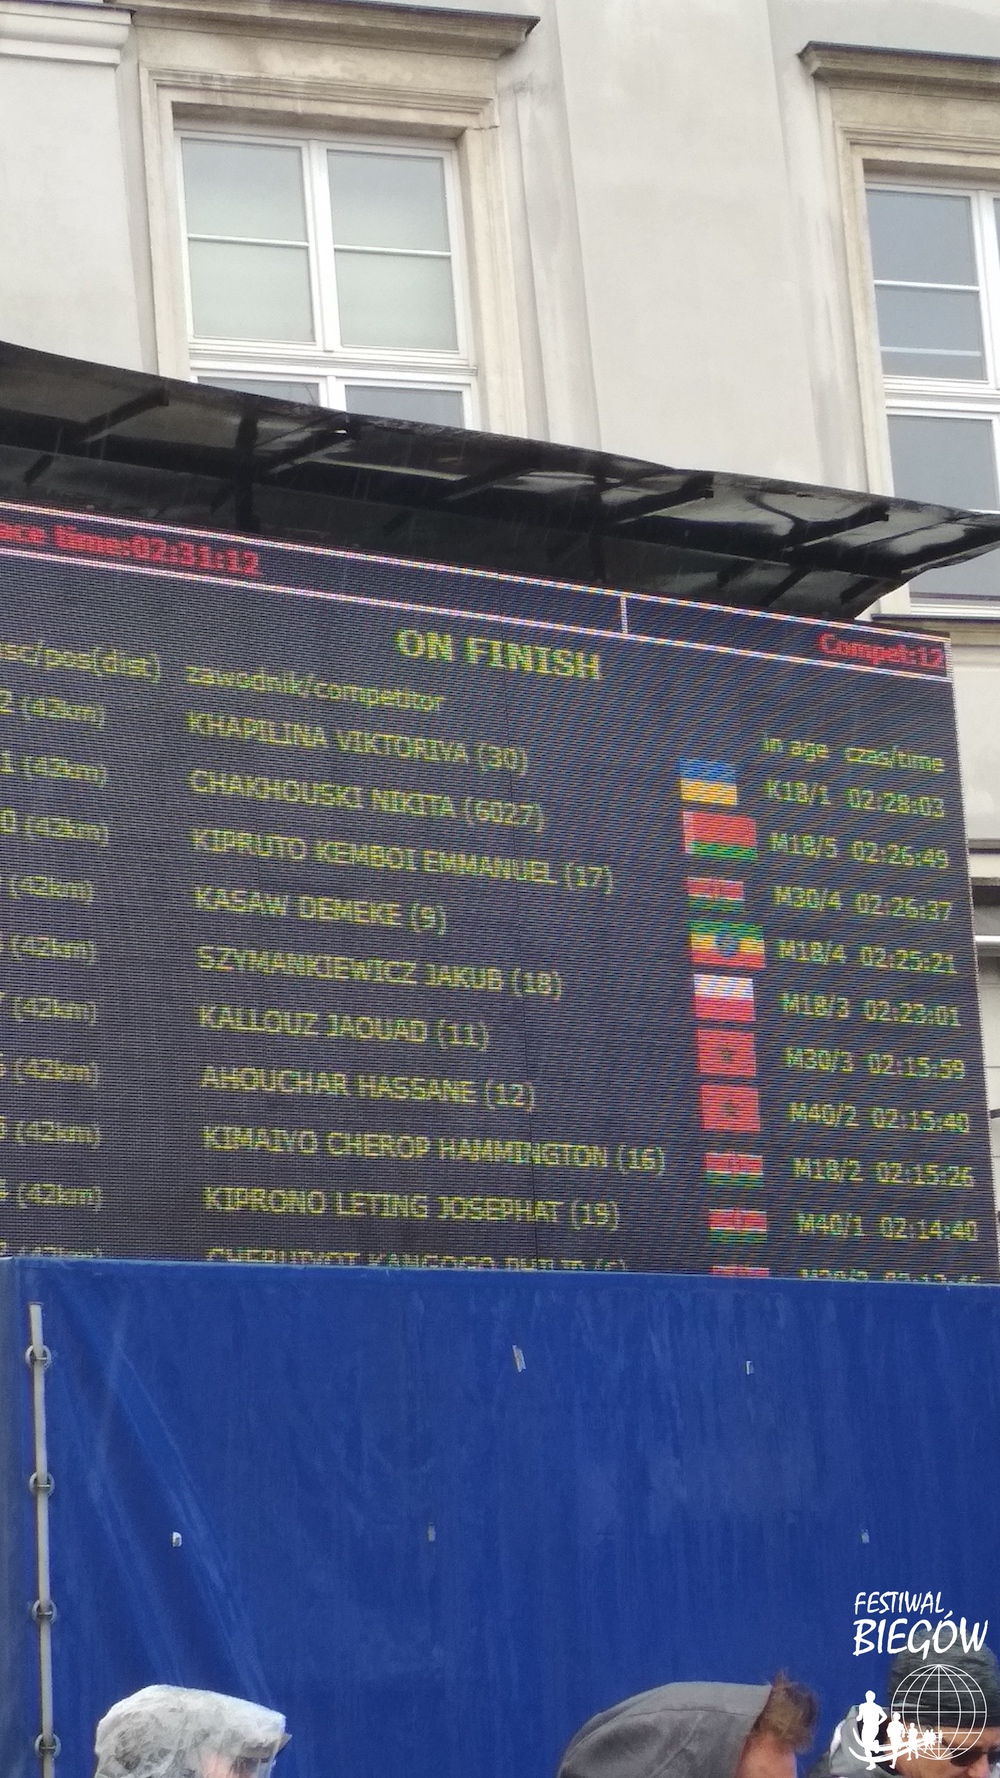 ace time:02:31:12
Compet:12
ON FINISH
sc/pos(dist) zawodnik/competitor in age czas/time
2 (42km) KHAPILINA VIKTORIYA (30) K18/1 02:28:03
1 (42km) CHAKHOUSKI NIKITA (6027) M18/5 02:26:49
0 (42km) KIPRUTO KEMBOI EMMANUEL (17) M30/4 02:26:37
(42km) KASAW DEMEKE (9) M18/4 02:25:21
(42km) SZYMANKIEWICZ JAKUB (18) M18/3 02:23:01
(42km) KALLOUZ JAOUAD (11) M30/3 02:15:59
(42km) AHOUCHAR HASSANE (12) M40/2 02:15:40
(42km) KIMAIYO CHEROP HAMMINGTON (16) M18/2 02:15:26
(42km) KIPRONO LETING JOSEPHAT (19) M40/1 02:14:40
KANGOGO
FESTIWAL
BIEGÓW